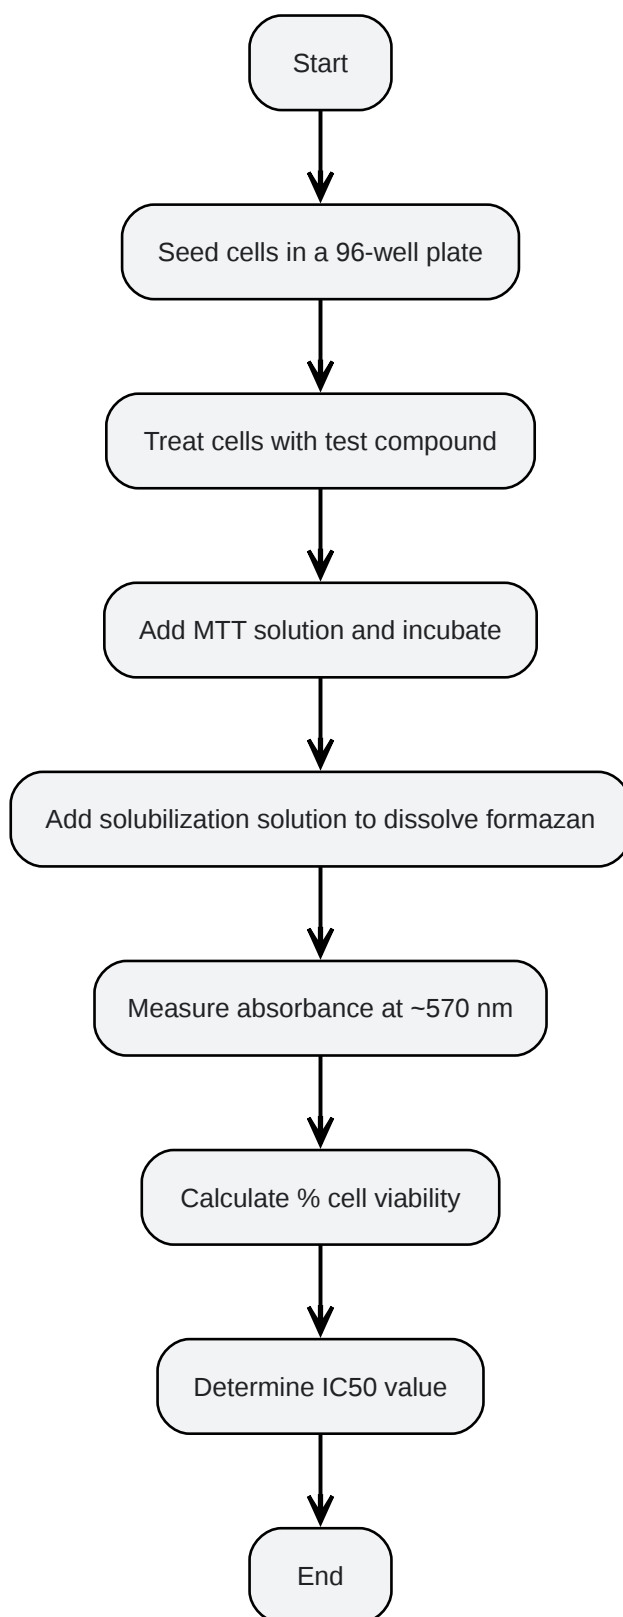 Start
Seed cells in a 96-well plate
Treat cells with test compound
Add MTT solution and incubate
Add solubilization solution to dissolve formazan
Measure absorbance at ~570 nm
Calculate % cell viability
Determine IC50 value
End